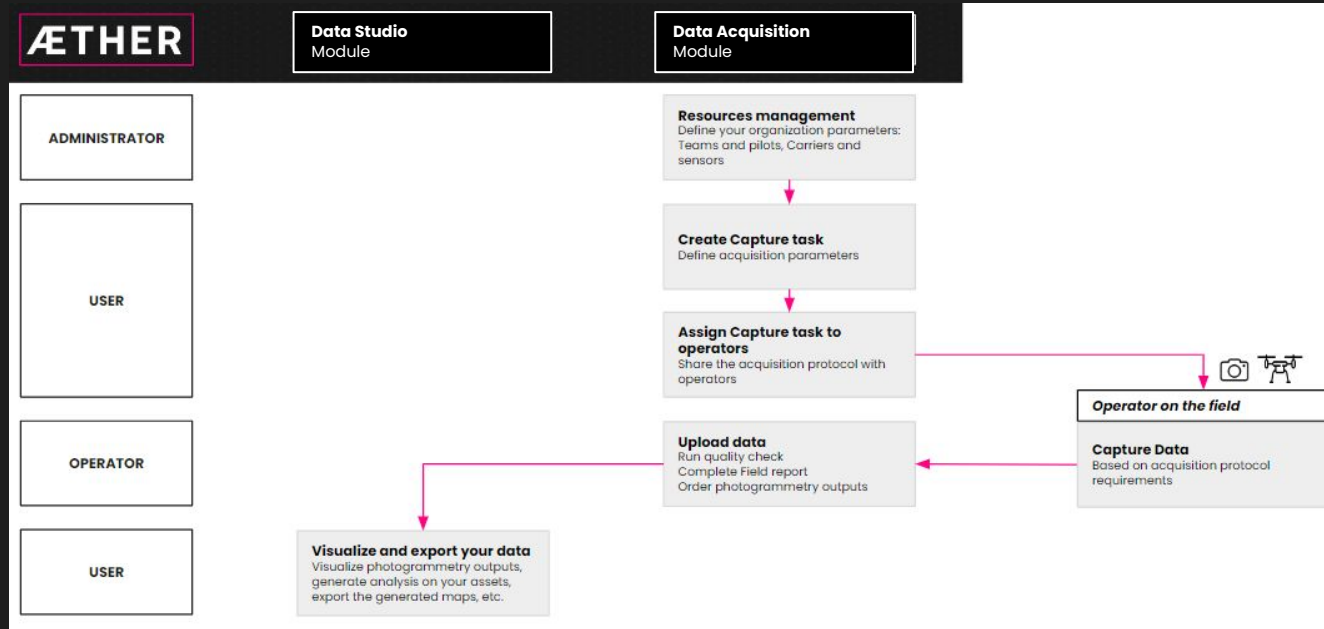 ÆTHER
Data Studio
Module
Data Acquisition
Module
ADMINISTRATOR
Resources management
Define your organization parameters:
Teams and pilots, Carriers and
sensors
USER
Create Capture task
Define acquisition parameters
Assign Capture task to
operators
Share the acquisition protocol with
operators
Operator on the field
Capture Data
Based on acquisition protocol
requirements
OPERATOR
Upload data
Run quality check
Complete Field report
Order photogrammetry outputs
USER
Visualize and export your data
Visualize photogrammetry outputs,
generate analysis on your assets,
export the generated maps, etc.